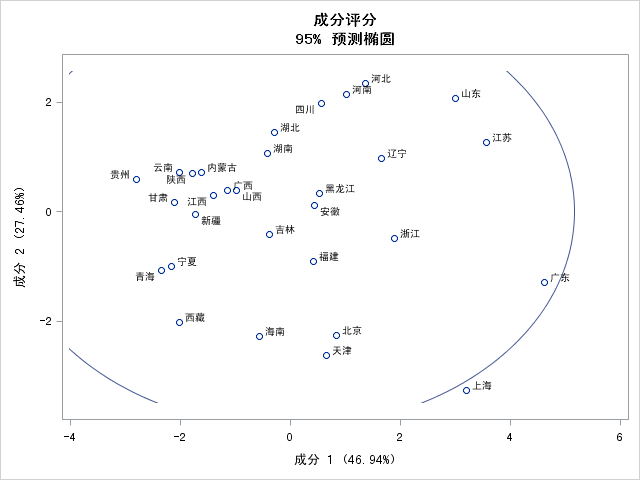 成分评分
95% 预测椭圆
河北
河南
山东
四川
湖北
江苏
湖南
辽宁
云南
内蒙古
贵州
陕西
广西
黑龙江
甘肃
江西
山西
安徽
新疆
吉林
浙江
福建
宁夏
青海
广东
西藏
海南
北京
天津
上海
2
0
-2
成分 2 (27.46%)
-4
-2
0
2
4
6
成分 1 (46.94%)